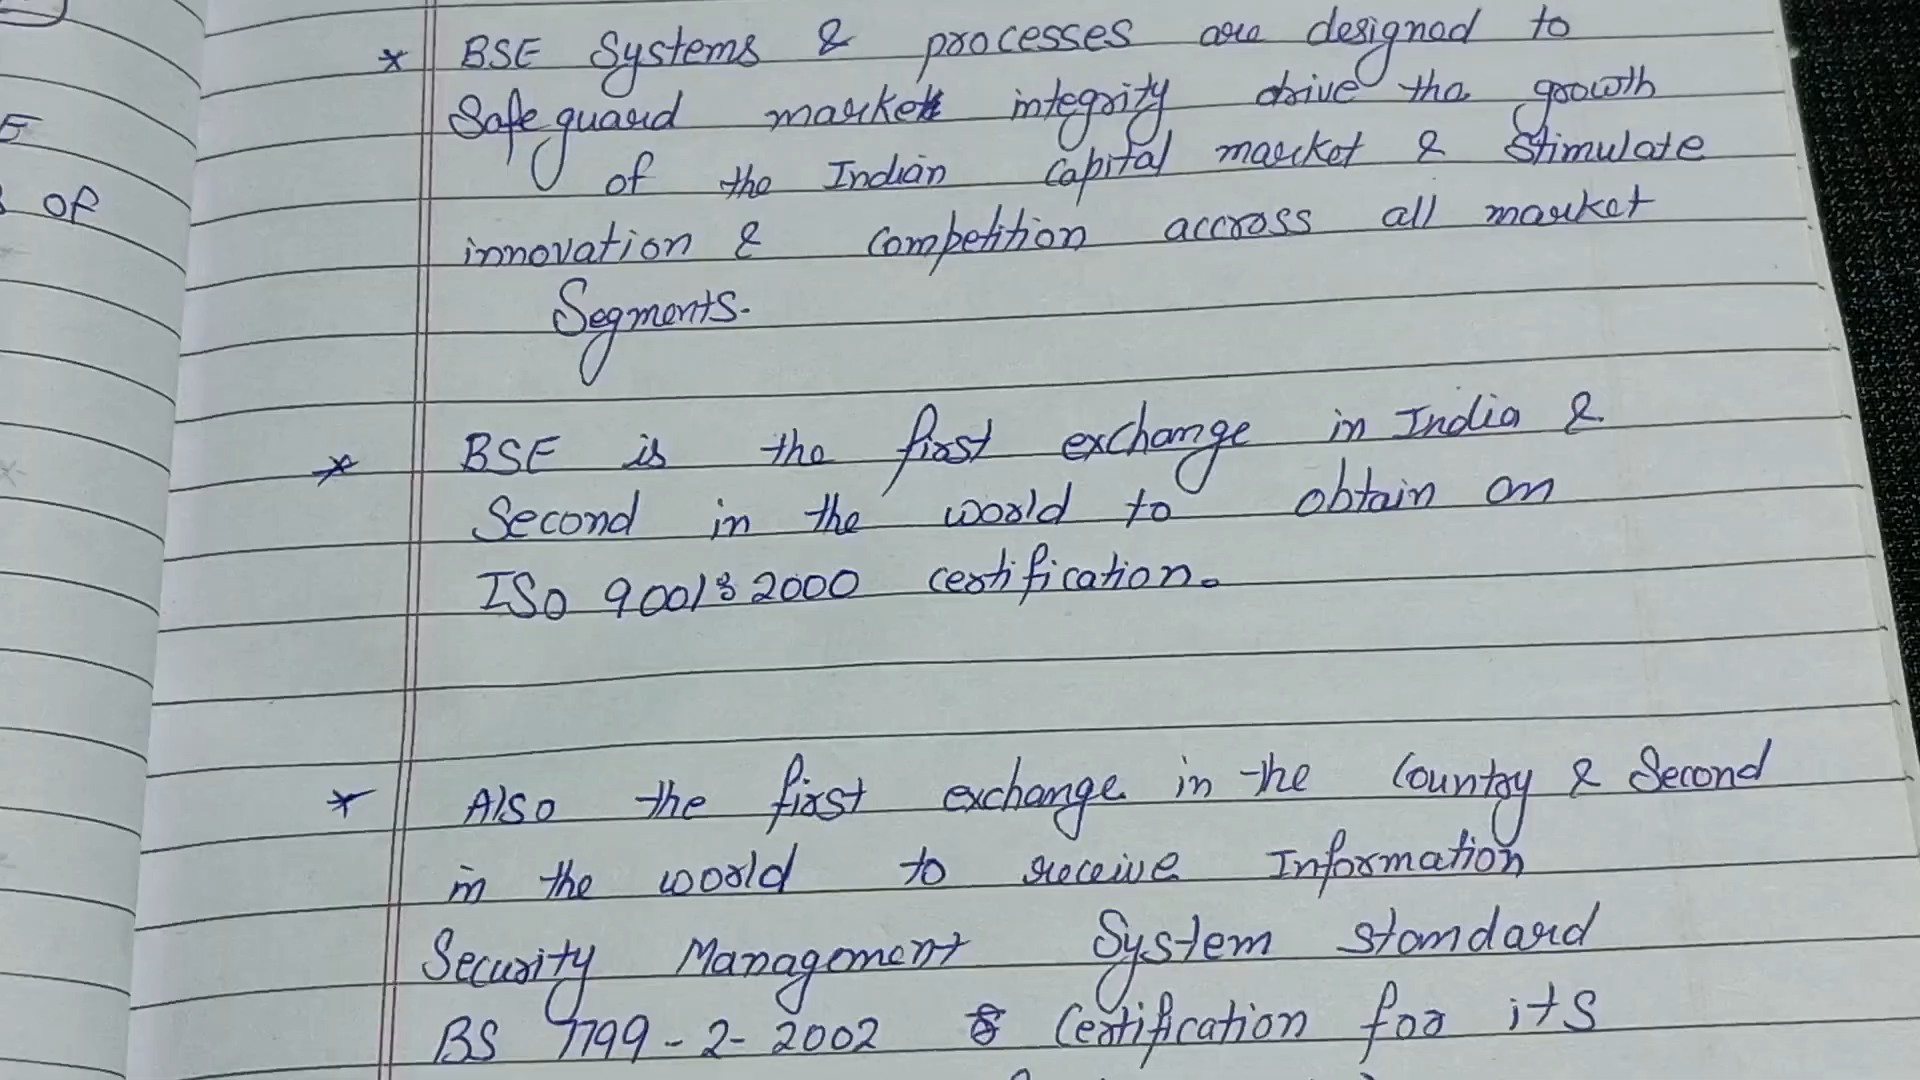 * BSE Systems & processes are designed to
Safe guard market integrity drive the growth
of the Indian Capital market & Stimulate
innovation & Competition accross all market
Segments.
* BSE is the first exchange in India &
Second in the world to obtain an
ISO 9001:2000 certification.
* Also the first exchange in the Country & Second
in the world to receive Information
Security Management System standard
BS 7799-2-2002 Certification for its
of